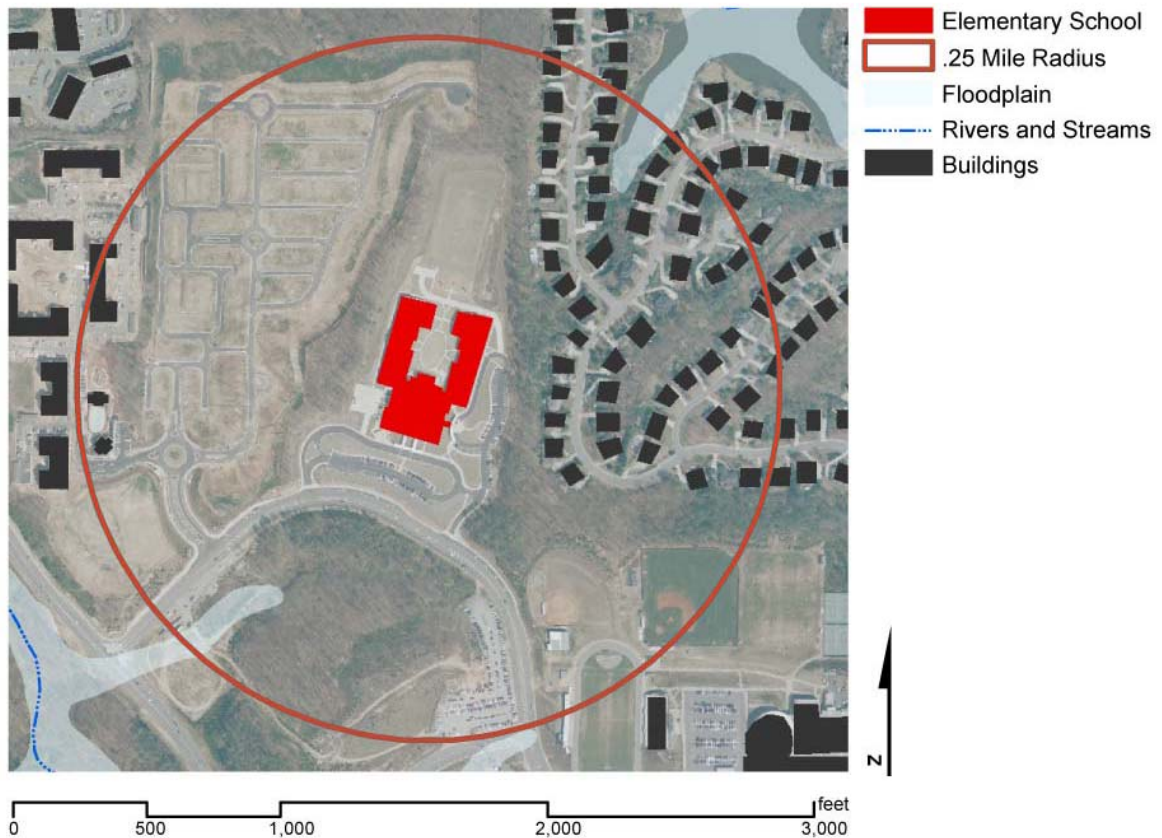 Elementary School
.25 Mile Radius
Floodplain
Rivers and Streams
Buildings
N
feet
0 500 1,000 2,000 3,000